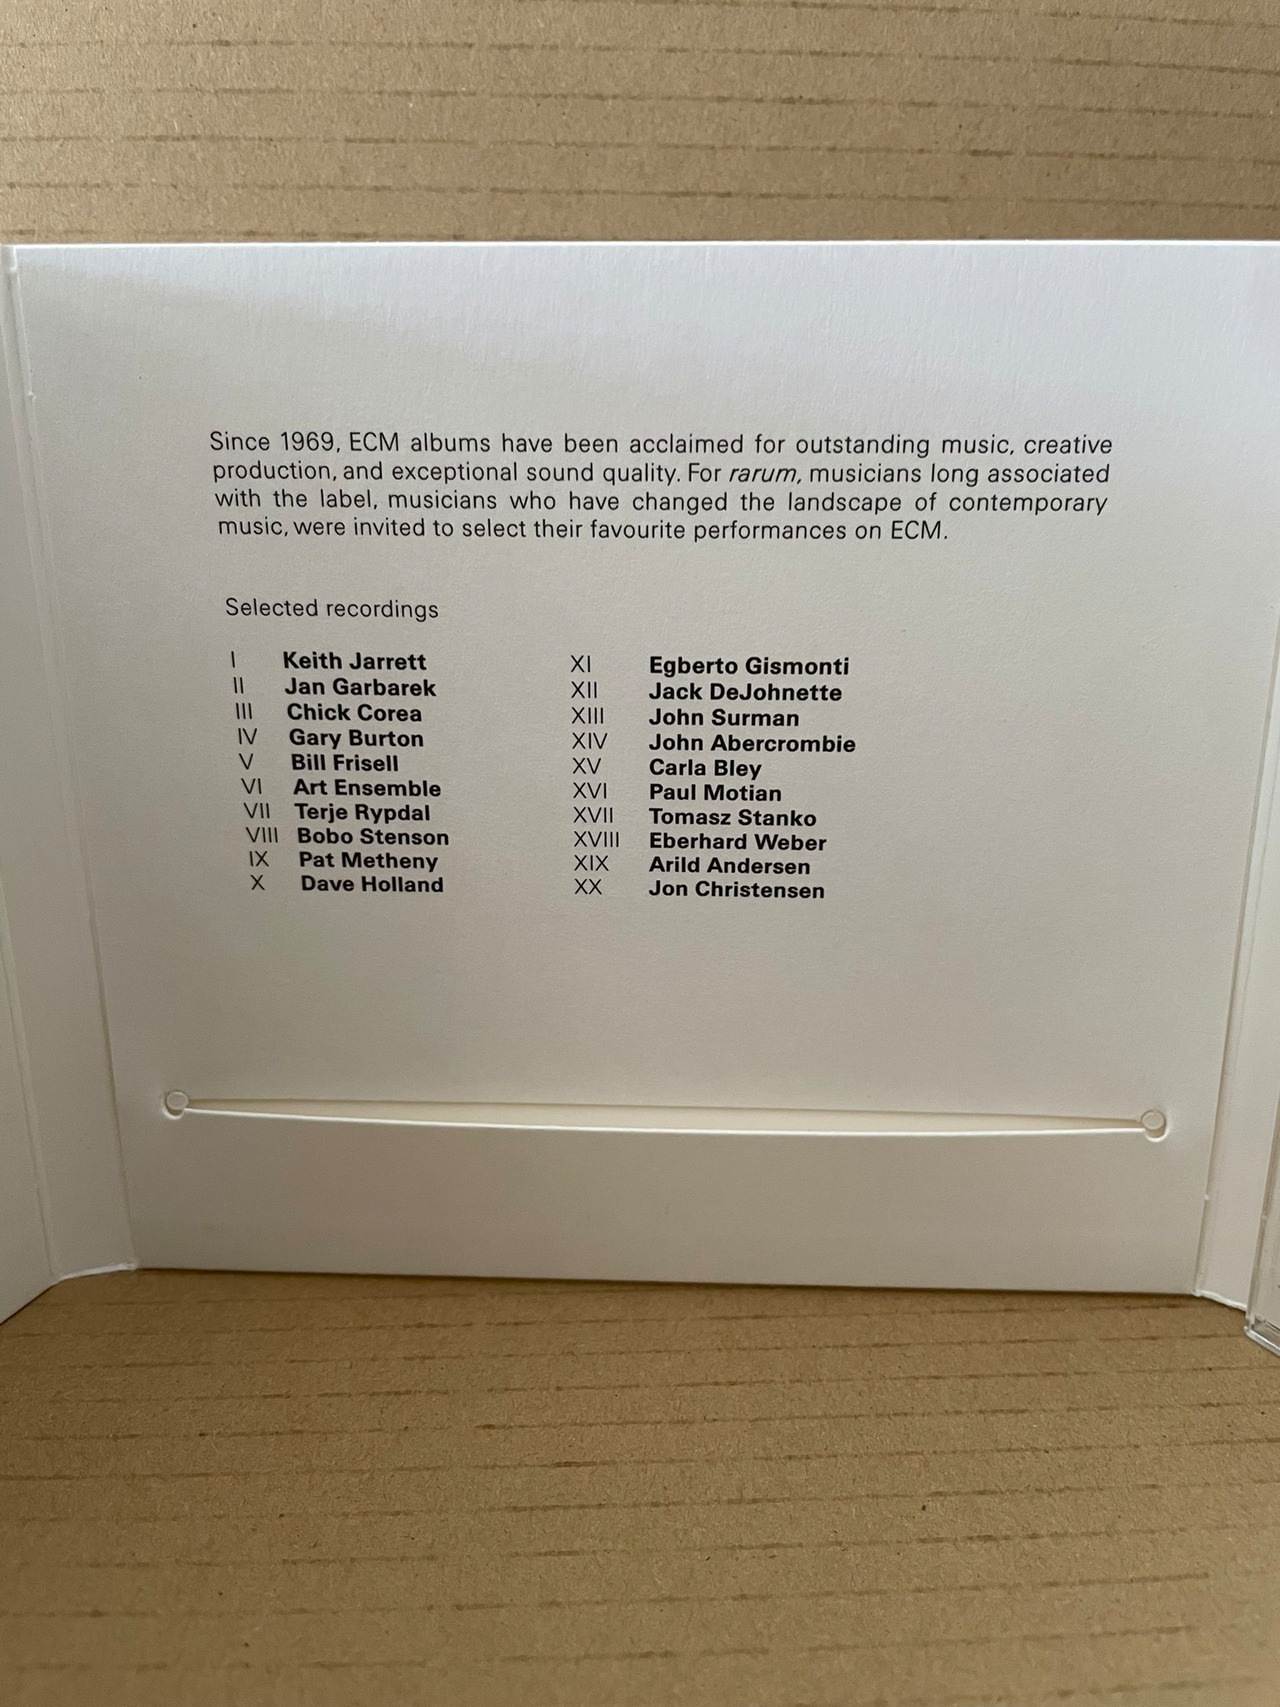 Since 1969, ECM albums have been acclaimed for outstanding music, creative
production, and exceptional sound quality. For rarum, musicians long associated
with the label, musicians who have changed the landscape of contemporary
music, were invited to select their favourite performances on ECM.
Selected recordings
I Keith Jarrett
II Jan Garbarek
III Chick Corea
IV Gary Burton
V Bill Frisell
VI Art Ensemble
VII Terje Rypdal
VIII Bobo Stenson
IX Pat Metheny
X Dave Holland
XI Egberto Gismonti
XII Jack DeJohnette
XIII John Surman
XIV John Abercrombie
XV Carla Bley
XVI Paul Motian
XVII Tomasz Stanko
XVIII Eberhard Weber
XIX Arild Andersen
XX Jon Christensen